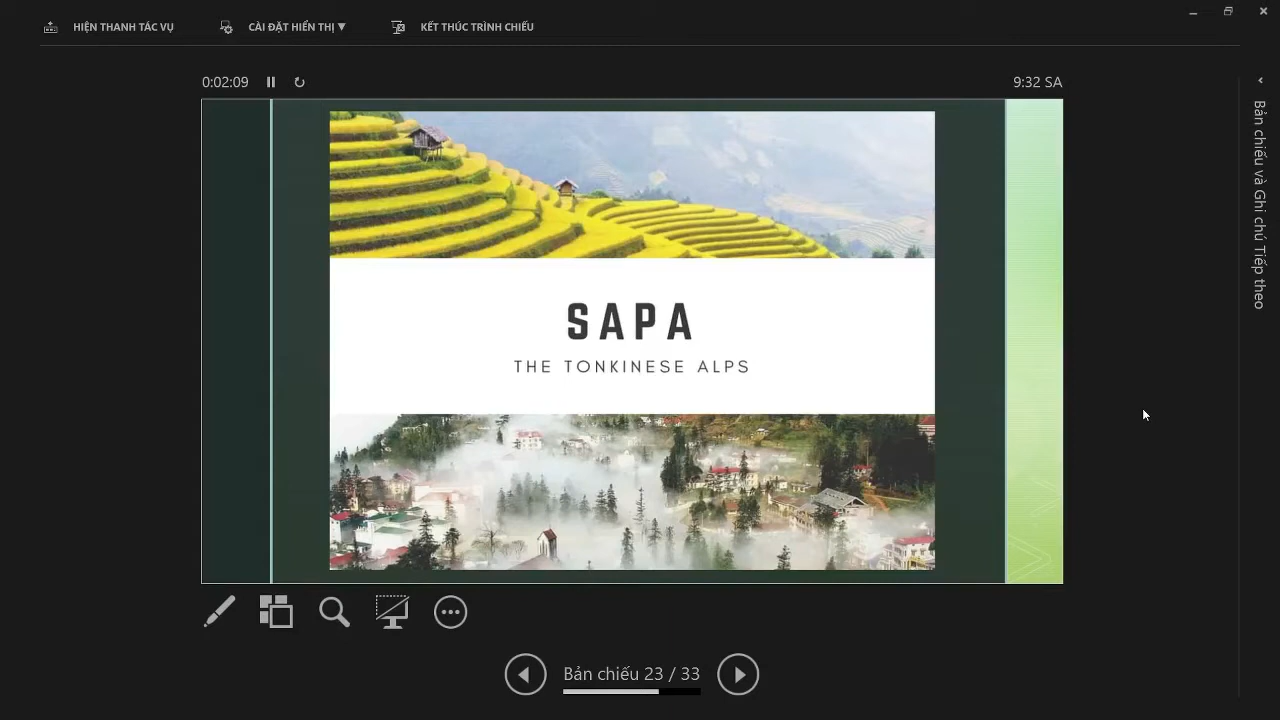 HIỆN THANH TÁC VỤ
CÀI ĐẶT HIỂN THỊ ▼
KẾT THÚC TRÌNH CHIẾU
0:02:09
9:32 SA
SAPA
THE TONKINESE ALPS
Bản chiếu 23 / 33
Bản chiếu và Ghi chú Tiếp theo